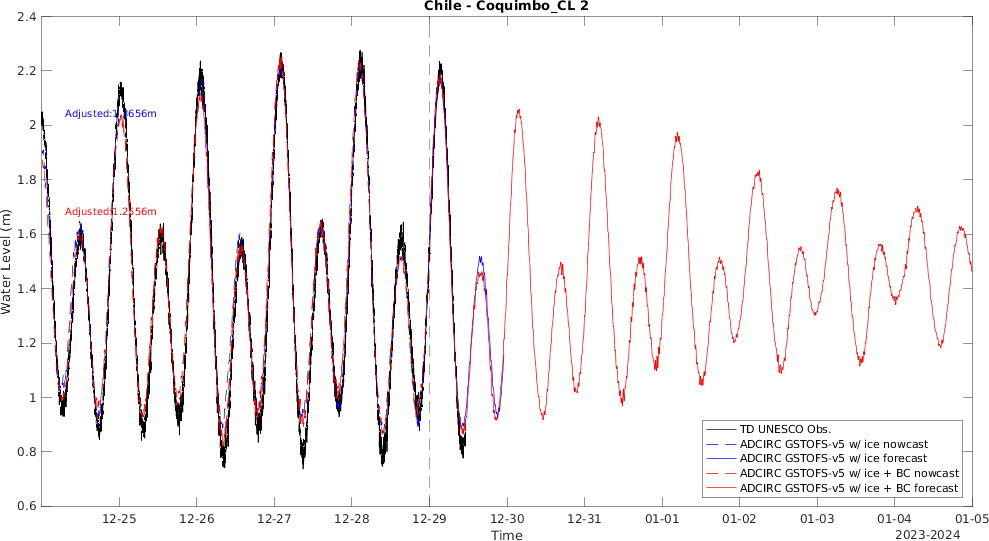 Chile - Coquimbo_CL 2
2.4
2.2
2
1.8
1.6
1.4
1.2
1
0.8
0.6
Water Level (m)
Adjusted:1.2556m
TD UNESCO Obs.
ADCIRC GSTOFS-v5 w/ ice nowcast
ADCIRC GSTOFS-v5 w/ ice forecast
ADCIRC GSTOFS-v5 w/ ice + BC nowcast
ADCIRC GSTOFS-v5 w/ ice + BC forecast
12-25
12-26
12-27
12-28
12-29
12-30
12-31
01-01
01-02
01-03
01-04
01-05
Time
2023-2024